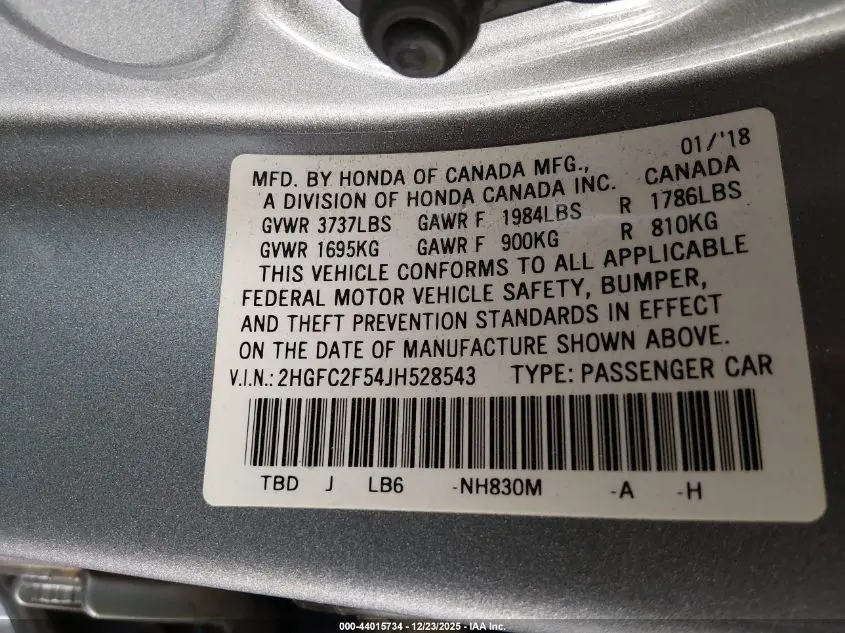 01/'18
MFD. BY HONDA OF CANADA MFG., CANADA
A DIVISION OF HONDA CANADA INC.
GVWR 3737LBS GAWR F 1984LBS R 1786LBS
GVWR 1695KG GAWR F 900KG R 810KG
THIS VEHICLE CONFORMS TO ALL APPLICABLE
FEDERAL MOTOR VEHICLE SAFETY, BUMPER,
AND THEFT PREVENTION STANDARDS IN EFFECT
ON THE DATE OF MANUFACTURE SHOWN ABOVE.
V.I.N.: 2HGFC2F54JH528543 TYPE: PASSENGER CAR
TBD J LB6 -NH830M -A -H
000-44015734 - 12/23/2025 - IAA Inc.